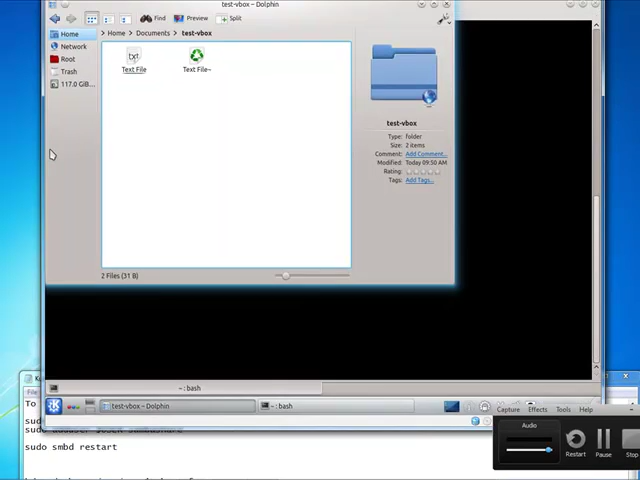 test-vbox – Dolphin
Find Preview Split
Home
Network
Root
Trash
117.0 GiB...
Home > Documents > test-vbox
txt
Text File
Text File~
test-vbox
Type: folder
Size: 2 items
Comment: Add Comment...
Modified: Today 09:50 AM
Rating:
Tags: Add Tags...
2 Files (31 B)
~ : bash
test-vbox – Dolphin
~ : bash
File
To
sudo smbd restart
Capture Effects Tools Help
Audio
Restart Pause Stop